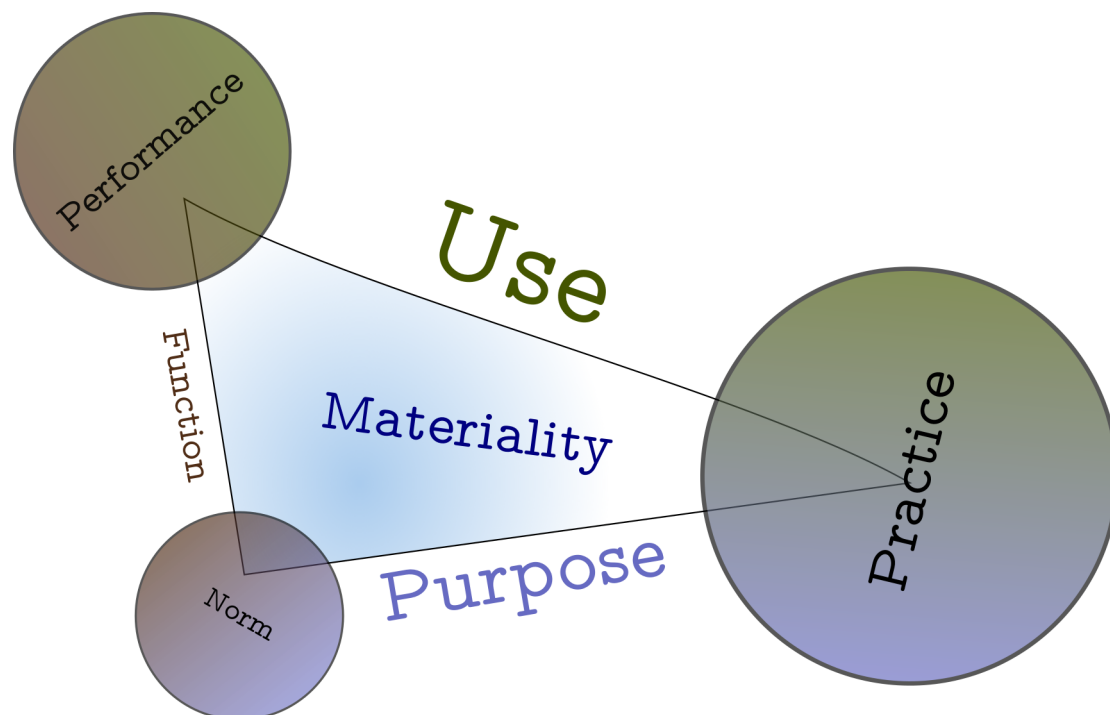 Performance
Use
Function
Materiality
Practice
Purpose
Norm